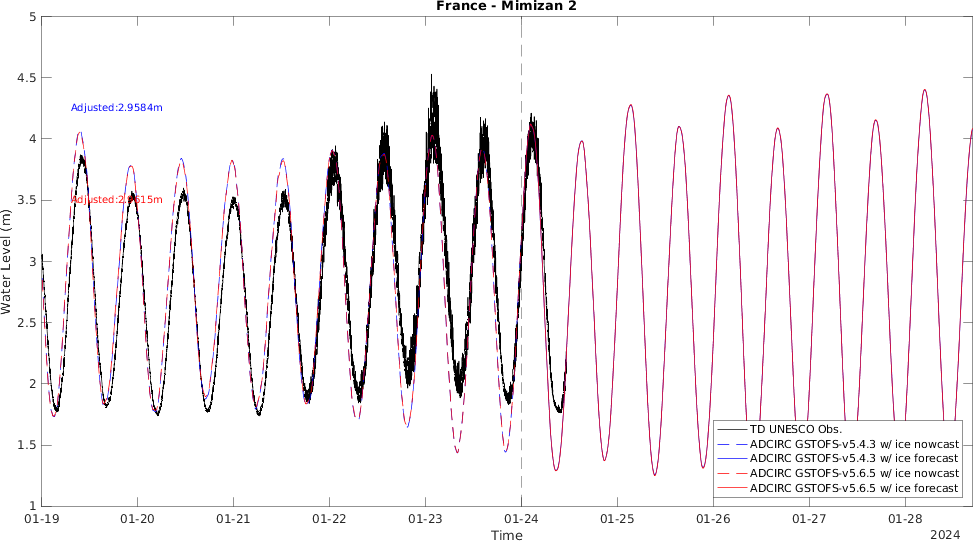 France - Mimizan 2
5
4.5
4
3.5
3
2.5
2
1.5
1
Water Level (m)
Adjusted:2.9584m
TD UNESCO Obs.
ADCIRC GSTOFS-v5.4.3 w/ ice nowcast
ADCIRC GSTOFS-v5.4.3 w/ ice forecast
ADCIRC GSTOFS-v5.6.5 w/ ice nowcast
ADCIRC GSTOFS-v5.6.5 w/ ice forecast
01-19 01-20 01-21 01-22 01-23 01-24 01-25 01-26 01-27 01-28
Time
2024